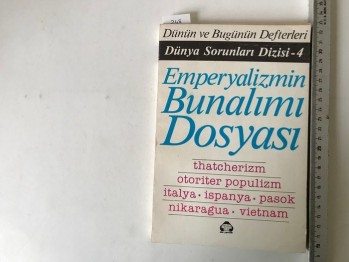 Dünün ve Bugünün Defterleri
Dünya Sorunları Dizisi-4
Emperyalizmin
Bunalımı
Dosyası
thatcherizm
otoriter populizm
italya · ispanya · pasok
nikaragua · vietnam